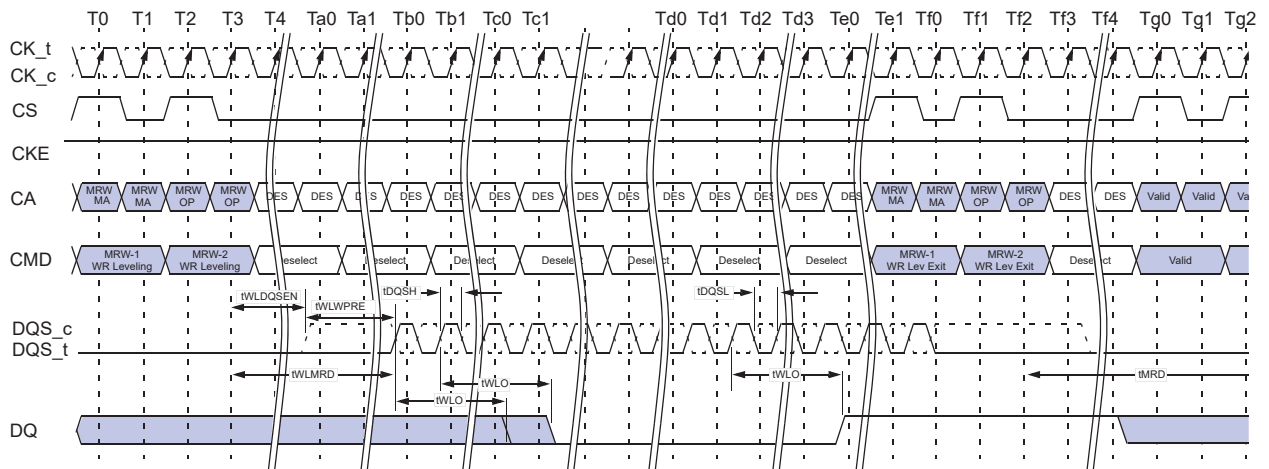 T0 T1 T2 T3 T4 Ta0 Ta1 Tb0 Tb1 Tc0 Tc1 Td0 Td1 Td2 Td3 Te0 Te1 Tf0 Tf1 Tf2 Tf3 Tf4 Tg0 Tg1 Tg2
CK_t
CK_c
CS
CKE
CA
MRW MRW MRW MRW DES DES DES DES DES DES DES DES DES DES DES DES DES DES MRW MRW MRW MRW DES DES Valid Valid Va
MA MA OP OP MA MA OP OP
CMD
MRW-1 MRW-2 Deselect Deselect Deselect Deselect Deselect Deselect Deselect MRW-1 MRW-2 Deselect Valid
WR Leveling WR Leveling WR Lev Exit WR Lev Exit
tWLDQSEN tWLWPRE tDQSH tDQSL
DQS_c
DQS_t
tWLMRD tWLO tWLO tMRD
tWLO
DQ